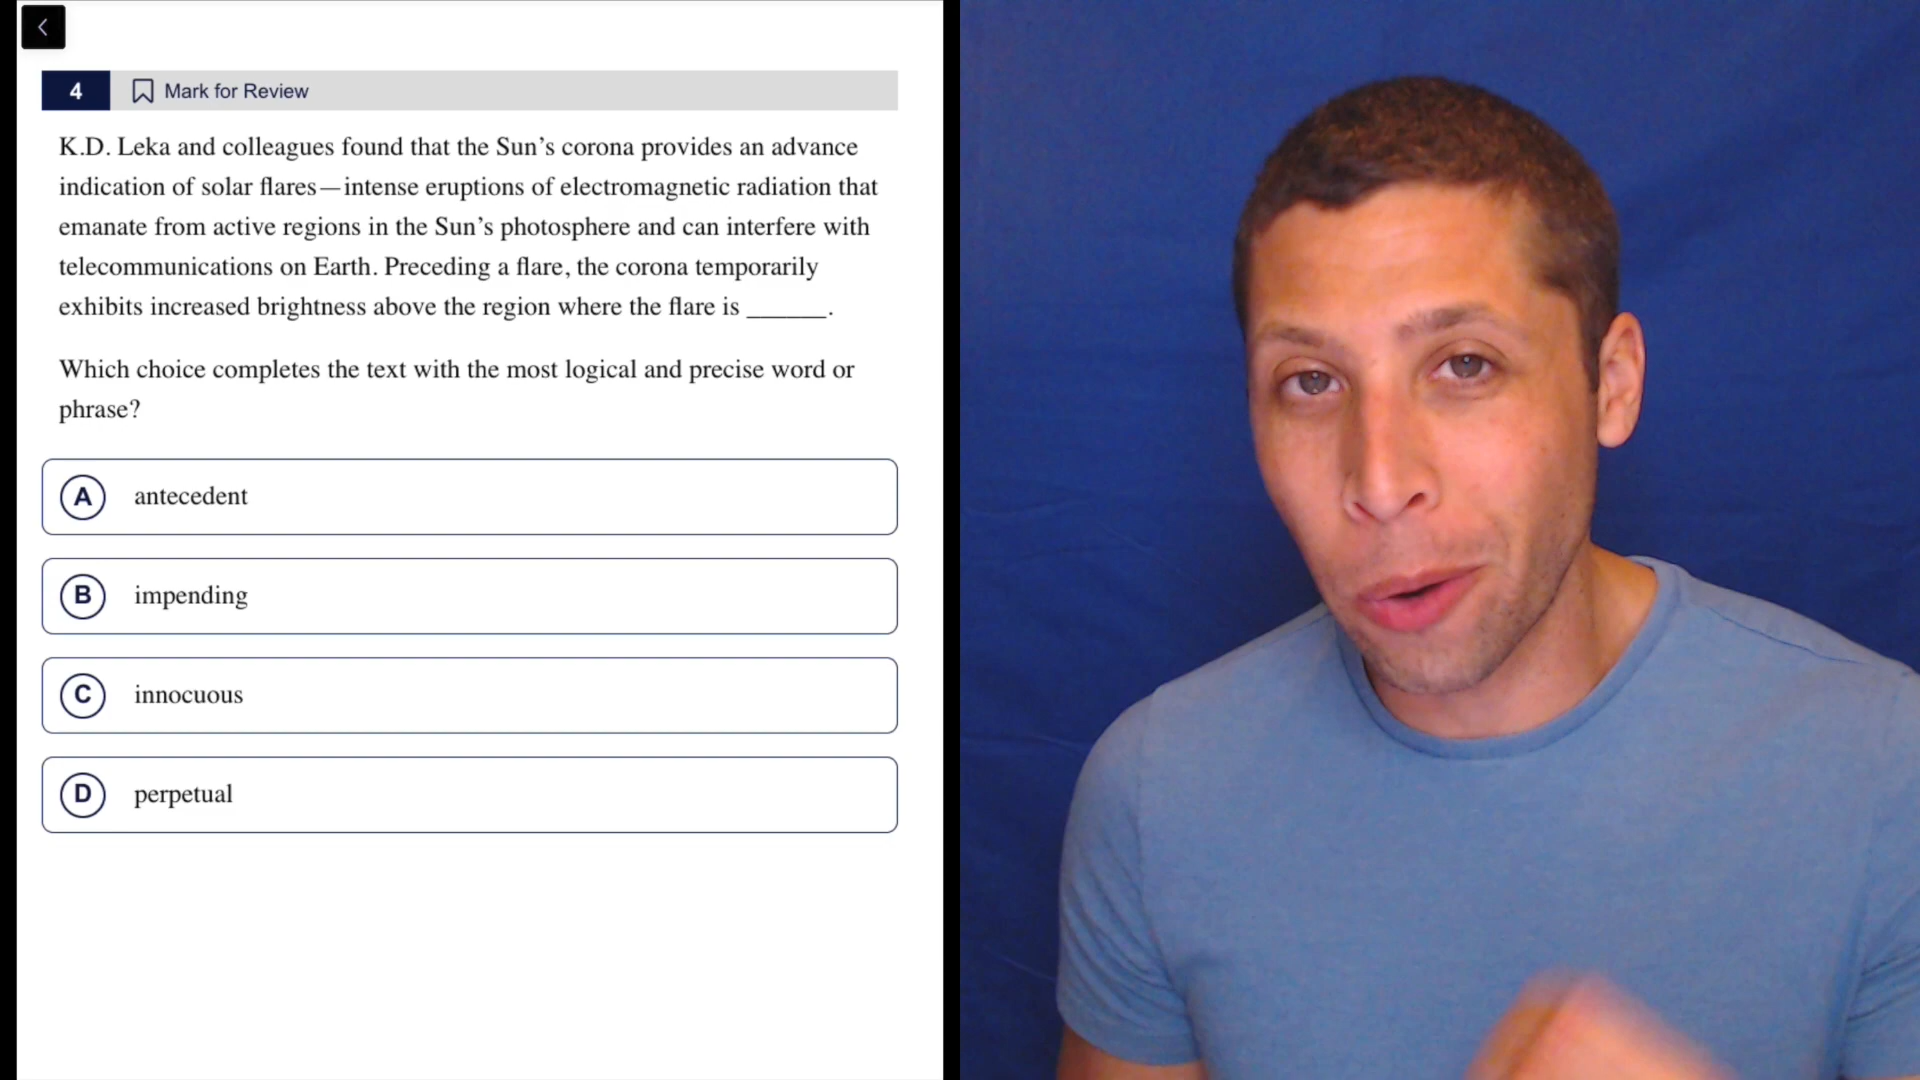 4 Mark for Review
K.D. Leka and colleagues found that the Sun’s corona provides an advance
indication of solar flares—intense eruptions of electromagnetic radiation that
emanate from active regions in the Sun’s photosphere and can interfere with
telecommunications on Earth. Preceding a flare, the corona temporarily
exhibits increased brightness above the region where the flare is ______.
Which choice completes the text with the most logical and precise word or
phrase?
A antecedent
B impending
C innocuous
D perpetual